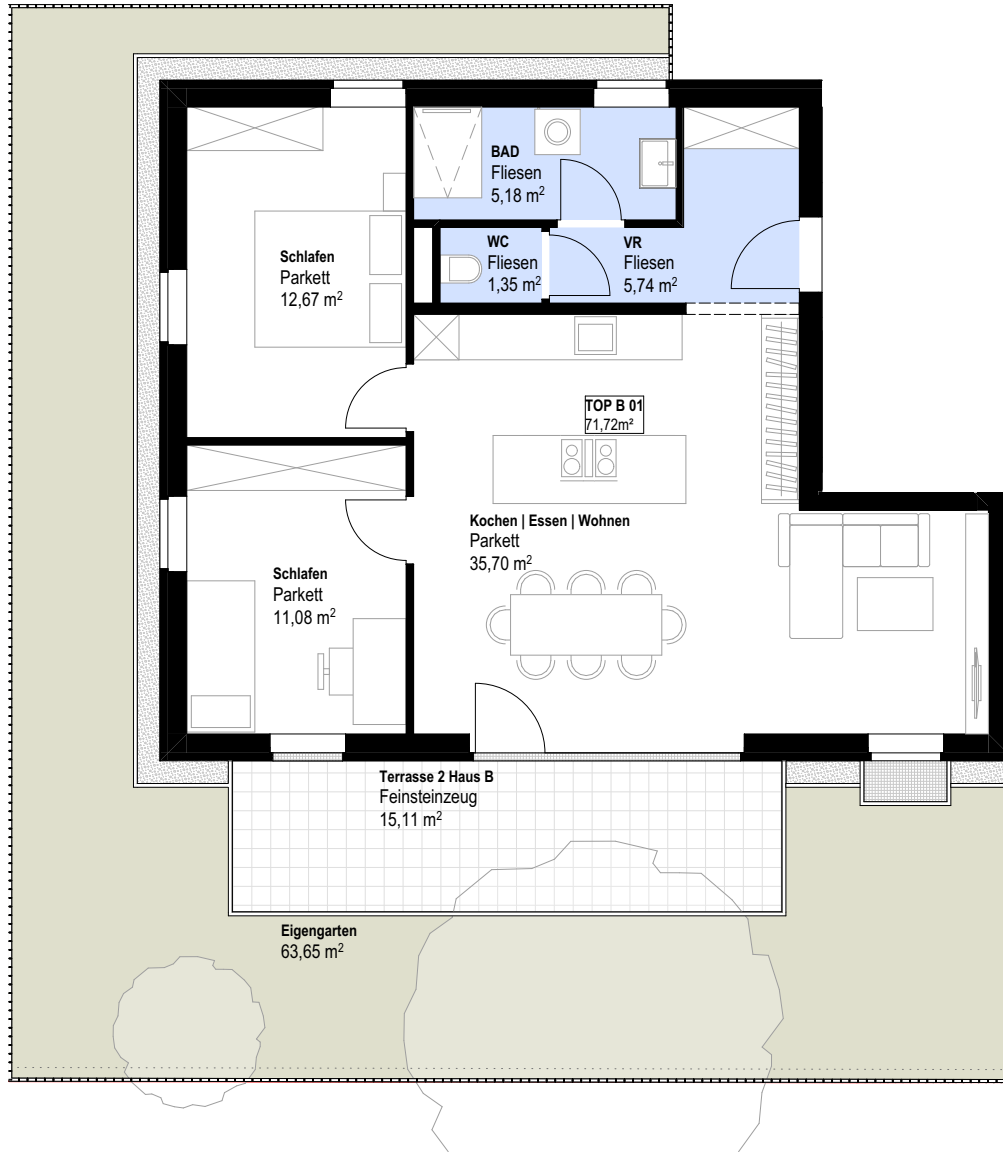 BAD
Fliesen
5,18 m²
WC
Fliesen
1,35 m²
VR
Fliesen
5,74 m²
Schlafen
Parkett
12,67 m²
TOP B 01
71,72m²
Kochen | Essen | Wohnen
Parkett
35,70 m²
Schlafen
Parkett
11,08 m²
Terrasse 2 Haus B
Feinsteinzeug
15,11 m²
Eigengarten
63,65 m²